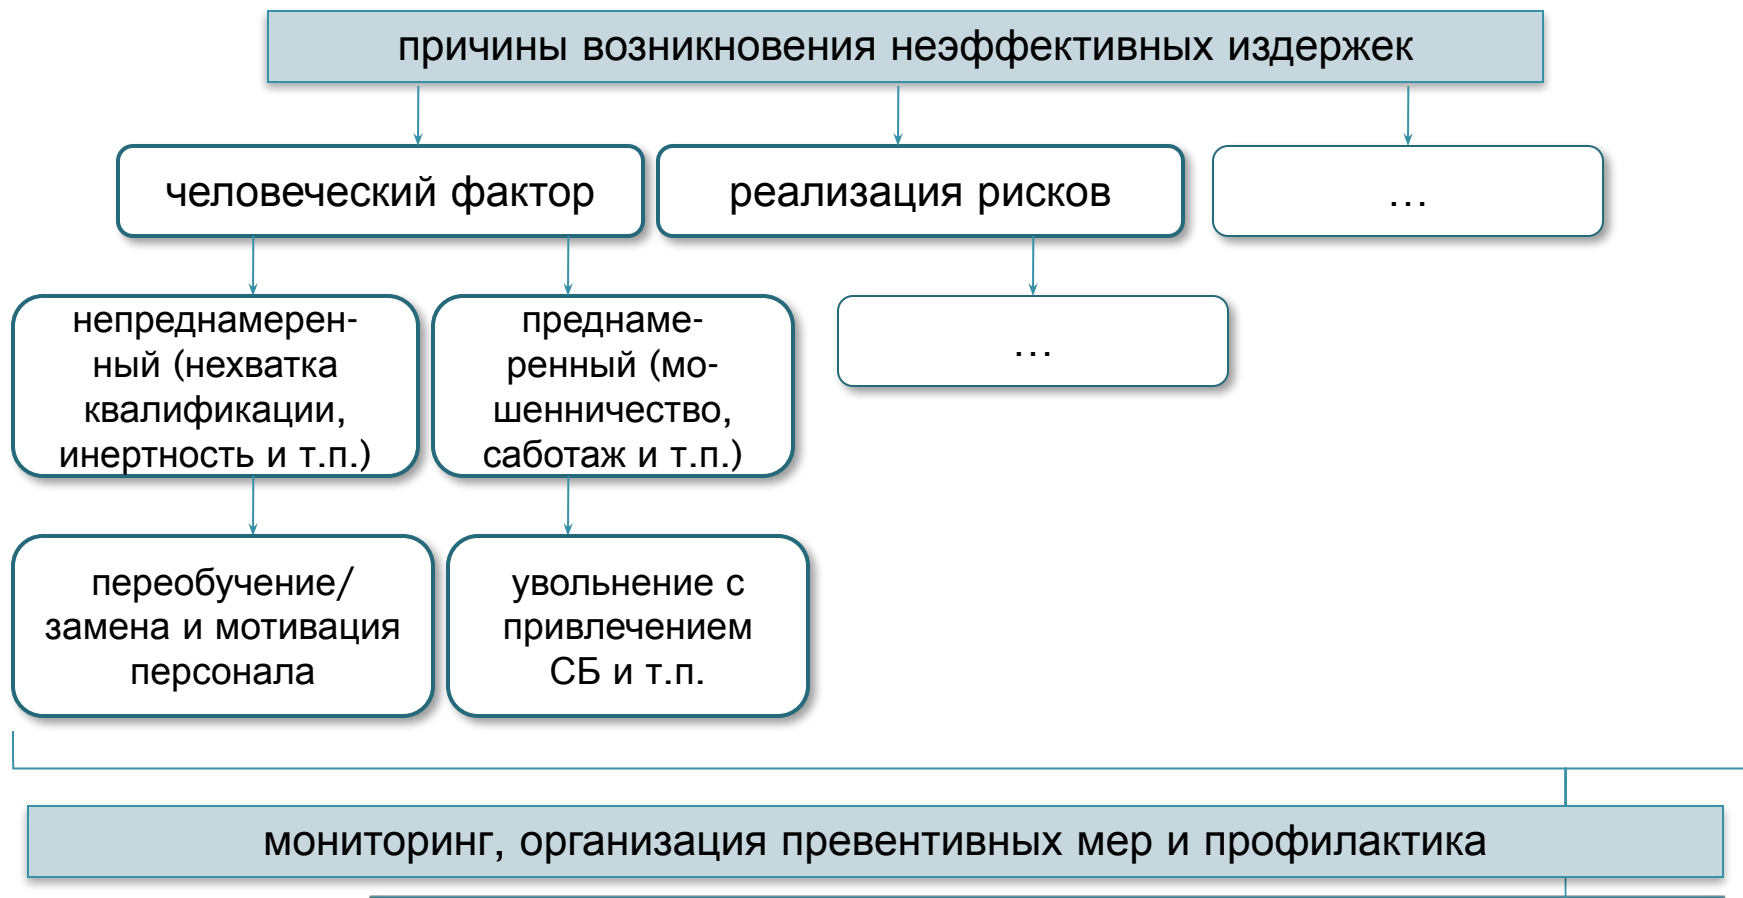 причины возникновения неэффективных издержек
человеческий фактор
реализация рисков
...
непреднамерен-
ный (нехватка
квалификации,
инертность и т.п.)
преднаме-
ренный (мо-
шенничество,
саботаж и т.п.)
...
переобучение/
замена и мотивация
персонала
увольнение с
привлечением
СБ и т.п.
мониторинг, организация превентивных мер и профилактика